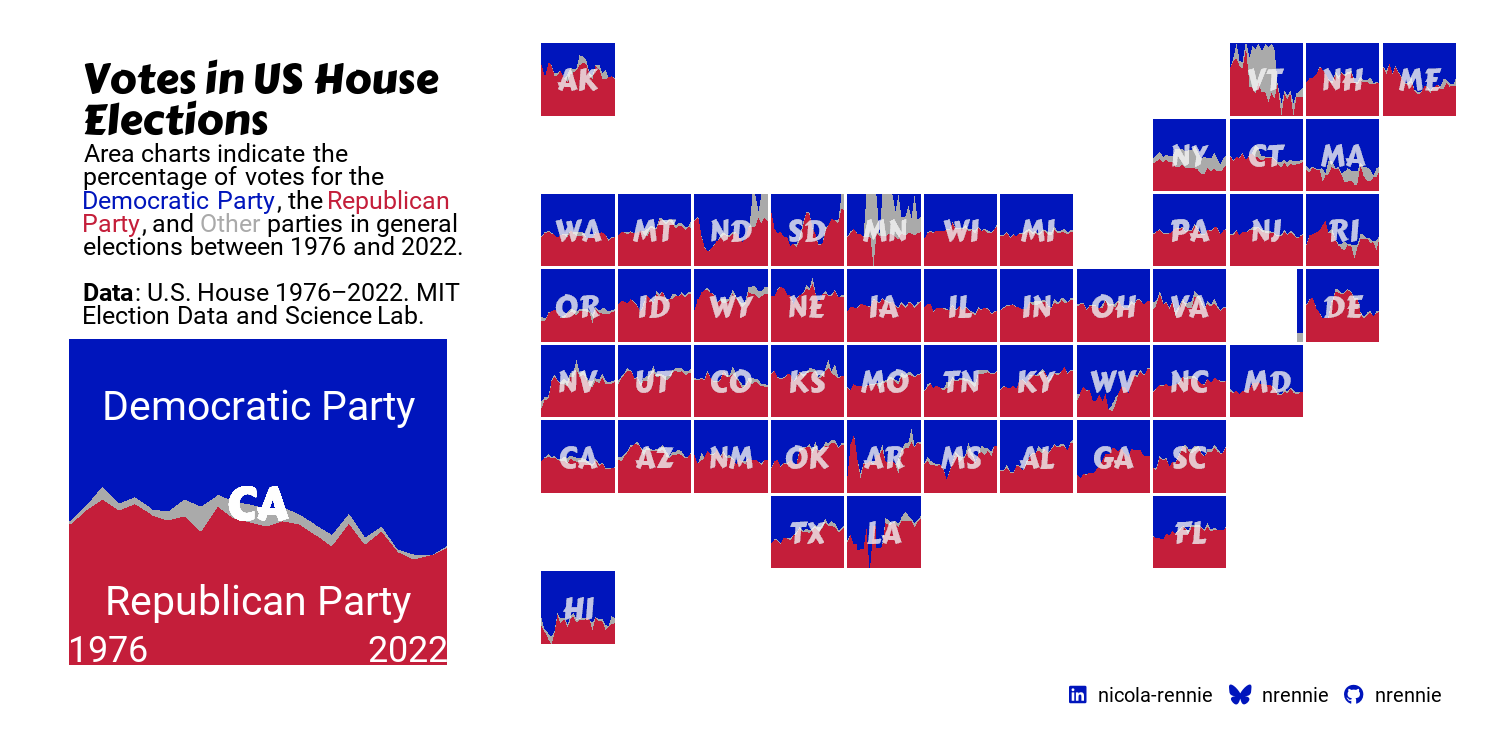 Votes in US House
Elections
Area charts indicate the
percentage of votes for the
Democratic Party, the Republican
Party, and Other parties in general
elections between 1976 and 2022.
Data: U.S. House 1976–2022. MIT
Election Data and Science Lab.
Democratic Party
CA
Republican Party
1976 2022
AK VT NH ME
NY CT MA
WA MT ND SD MN WI MI PA NJ RI
OR ID WY NE IA IL IN OH VA DE
NV UT CO KS MO TN KY WV NC MD
CA AZ NM OK AR MS AL GA SC
TX LA FL
HI
nicola-rennie nrennie nrennie